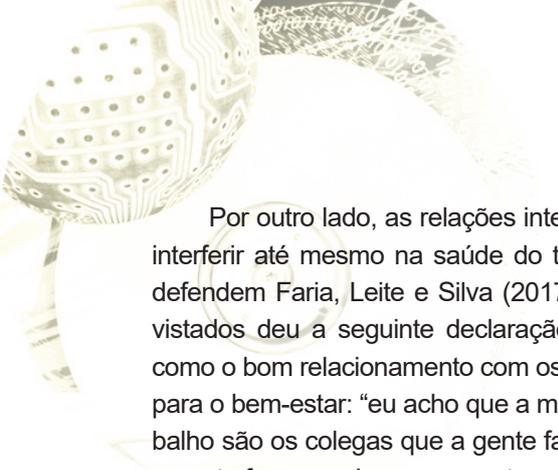 Por outro lado, as relações inte
interferir até mesmo na saúde do t
defendem Faria, Leite e Silva (2017
vistados deu a seguinte declaraçã
como o bom relacionamento com os
para o bem-estar: “eu acho que a m
balho são os colegas que a gente fa